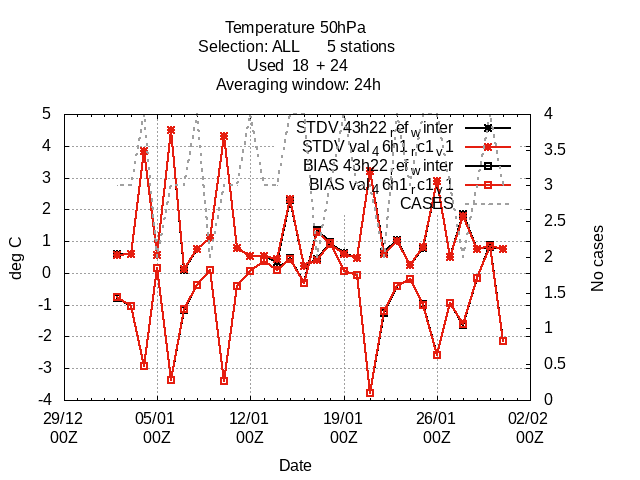 Temperature 50hPa
Selection: ALL 5 stations
Used 18 + 24
Averaging window: 24h
STDV 43h22_ref_winter
STDV val_46h1_rc1_v1
BIAS 43h22_ref_winter
BIAS val_46h1_rc1_v1
CASES
5
4
3
2
1
0
-1
-2
-3
-4
deg C
4
3.5
3
2.5
2
1.5
1
0.5
0
No cases
29/12 05/01 12/01 19/01 26/01 02/02
00Z 00Z 00Z 00Z 00Z 00Z
Date